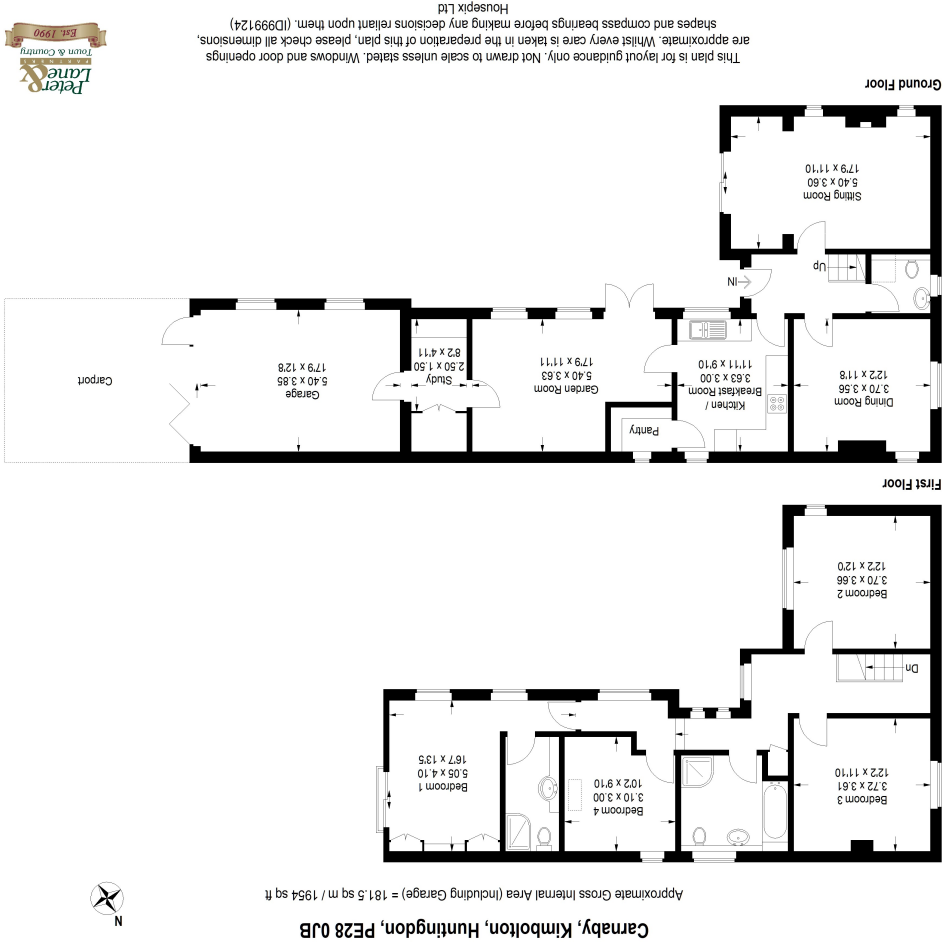 Carnaby, Kimbolton, Huntingdon, PE28 0JB
Approximate Gross Internal Area (Including Garage) = 181.5 sq m / 1954 sq ft
N
Bedroom 3
3.72 x 3.61
12'2 x 11'10
Bedroom 4
3.10 x 3.00
10'2 x 9'10
Bedroom 1
5.05 x 4.10
16'7 x 13'5
Dn
Bedroom 2
3.70 x 3.66
12'2 x 12'0
First Floor
Dining Room
3.70 x 3.56
12'2 x 11'8
Kitchen /
Breakfast Room
3.63 x 3.00
11'11 x 9'10
Pantry
Garden Room
5.40 x 3.63
17'9 x 11'11
Study
2.50 x 1.50
8'2 x 4'11
Garage
5.40 x 3.85
17'9 x 12'8
Carport
Up
IN
Sitting Room
5.40 x 3.60
17'9 x 11'10
Ground Floor
Peter
&
Lane
PARTNERS
Town & Country
Est. 1990
This plan is for layout guidance only. Not drawn to scale unless stated. Windows and door openings
are approximate. Whilst every care is taken in the preparation of this plan, please check all dimensions,
shapes and compass bearings before making any decisions reliant upon them. (ID999124)
Housepix Ltd